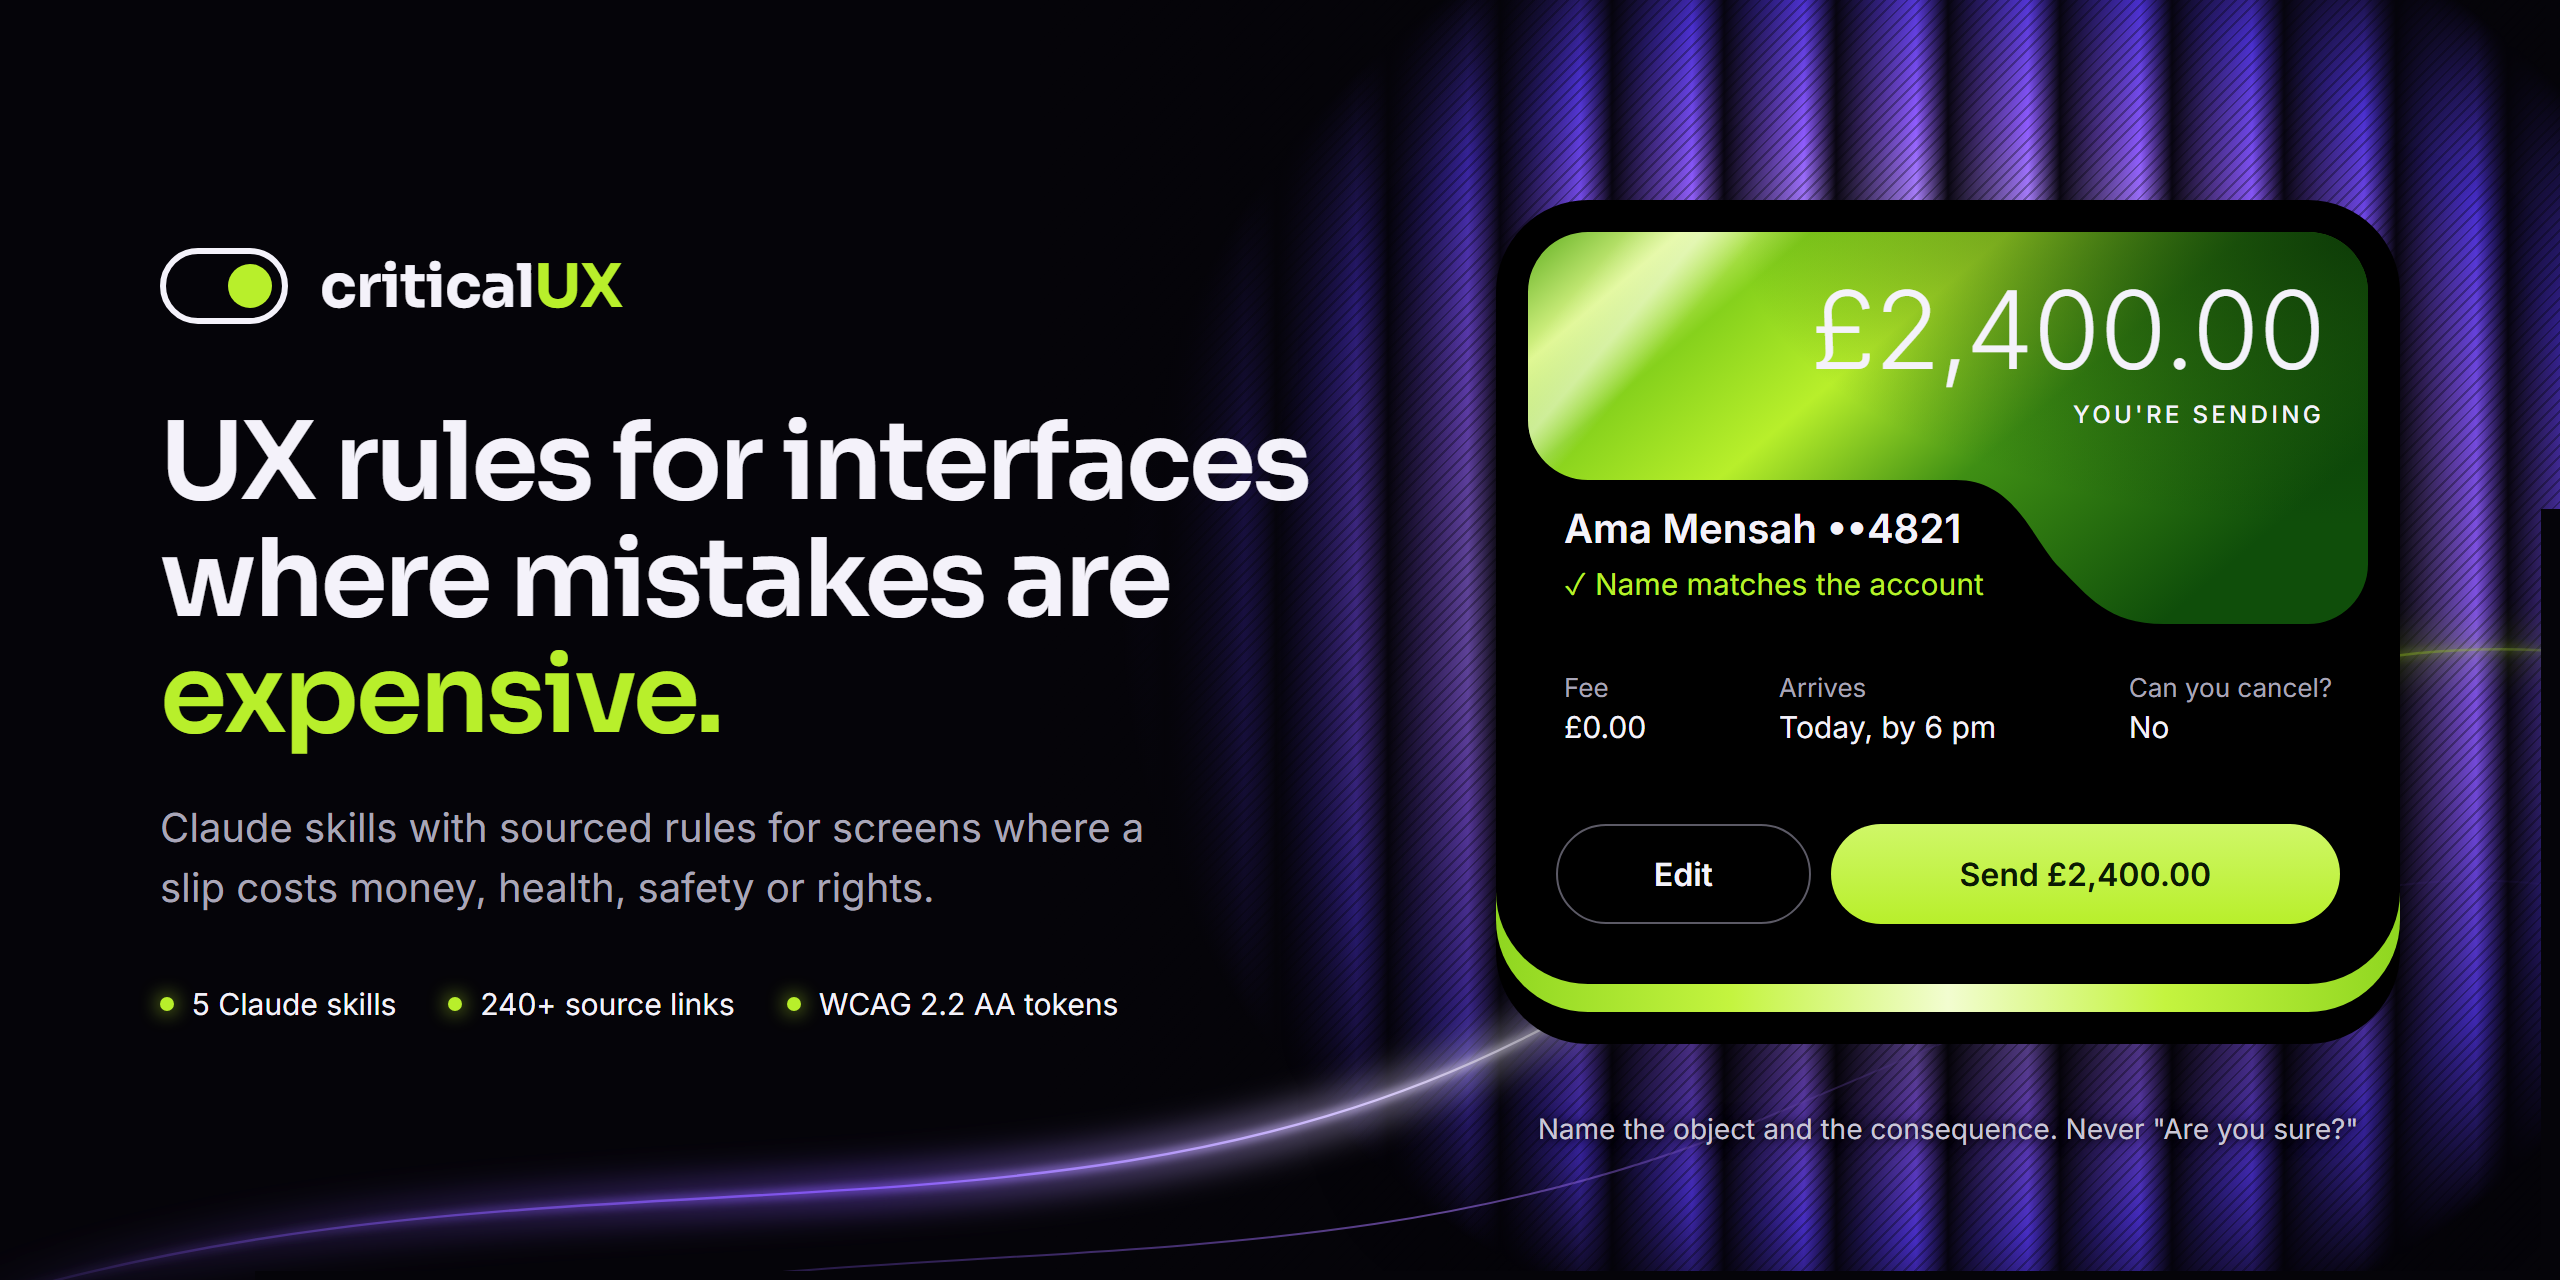 criticalUX
UX rules for interfaces
where mistakes are
expensive.
Claude skills with sourced rules for screens where a
slip costs money, health, safety or rights.
5 Claude skills
240+ source links
WCAG 2.2 AA tokens
£2,400.00
YOU'RE SENDING
Ama Mensah ••4821
✓ Name matches the account
Fee
£0.00
Arrives
Today, by 6 pm
Can you cancel?
No
Edit
Send £2,400.00
Name the object and the consequence. Never "Are you sure?"